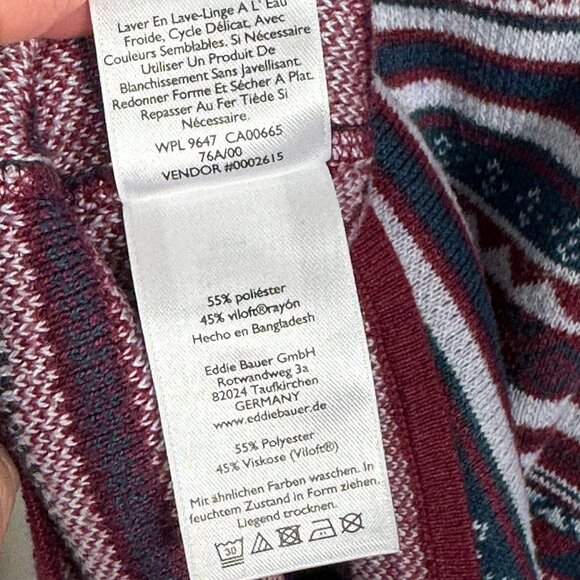 Laver En Lave-Linge A L' Eau
Froide, Cycle Délicat, Avec
Couleurs Semblables. Si Nécessaire
Utiliser Un Produit De
Blanchissement Sans Javellisant.
Redonner Forme Et Sécher A Plat.
Repasser Au Fer Tiède Si
Nécessaire.
WPL 9647 CA00665
76A/00
VENDOR #0002615
55% poliéster
45% viloft®rayón
Hecho en Bangladesh
Eddie Bauer GmbH
Rotwandweg 3a
82024 Taufkirchen
GERMANY
www.eddiebauer.de
55% Polyester
45% Viskose (Viloft®)
Mit ähnlichen Farben waschen. In
feuchtem Zustand in Form ziehen.
Liegend trocknen.
30